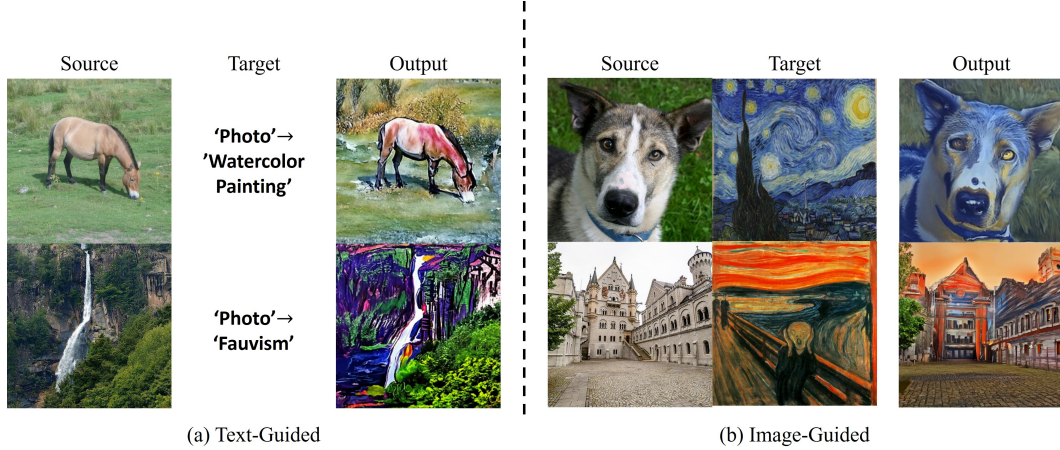 Source
Target
Output
‘Photo’→
’Watercolor
Painting’
‘Photo’→
‘Fauvism’
(a) Text-Guided
Source
Target
Output
(b) Image-Guided